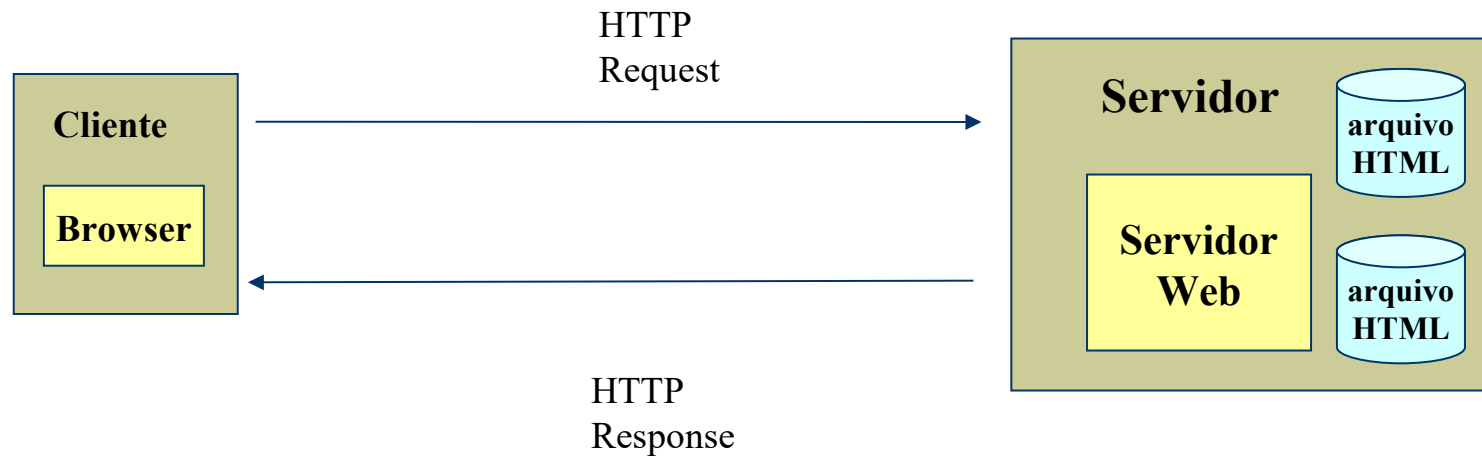 HTTP
Request
Cliente
Browser
Servidor
arquivo
HTML
Servidor
Web
arquivo
HTML
HTTP
Response